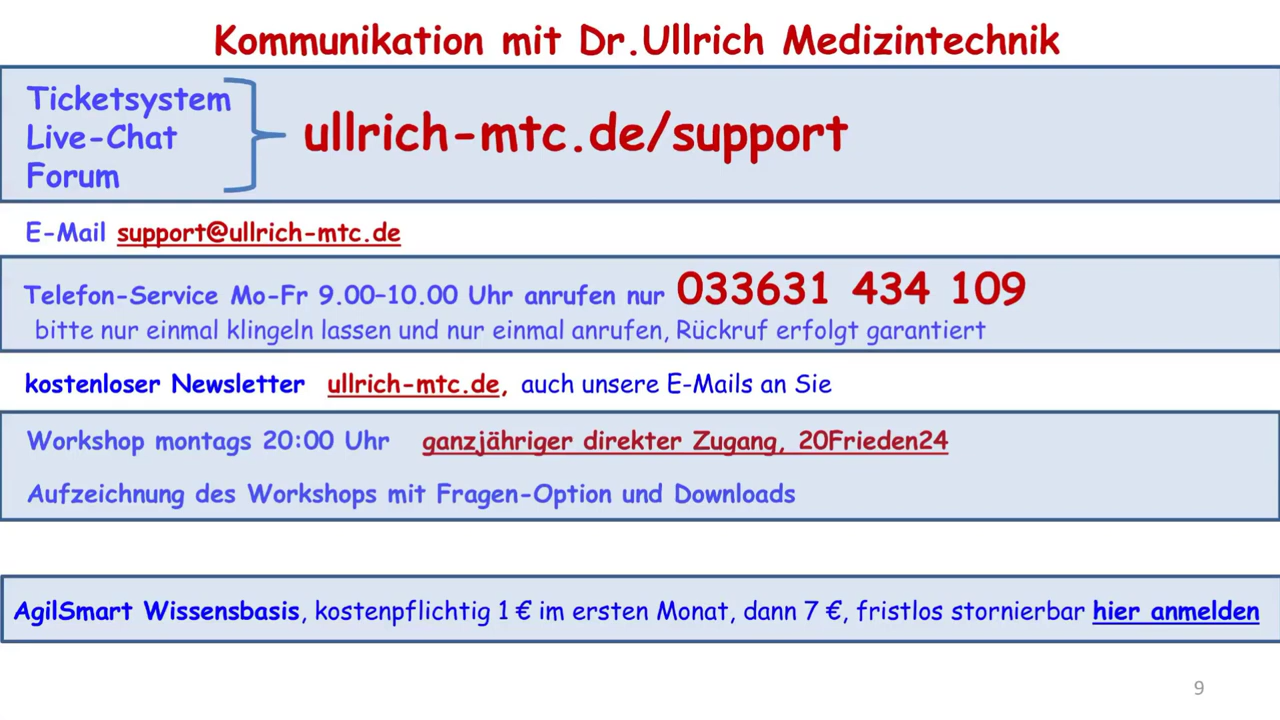 Kommunikation mit Dr.Ullrich Medizintechnik
Ticketsystem
Live-Chat
Forum
ullrich-mtc.de/support
E-Mail support@ullrich-mtc.de
Telefon-Service Mo-Fr 9.00–10.00 Uhr anrufen nur 033631 434 109
bitte nur einmal klingeln lassen und nur einmal anrufen, Rückruf erfolgt garantiert
kostenloser Newsletter ullrich-mtc.de, auch unsere E-Mails an Sie
Workshop montags 20:00 Uhr ganzjähriger direkter Zugang, 20Frieden24
Aufzeichnung des Workshops mit Fragen-Option und Downloads
AgilSmart Wissensbasis, kostenpflichtig 1 € im ersten Monat, dann 7 €, fristlos stornierbar hier anmelden
9